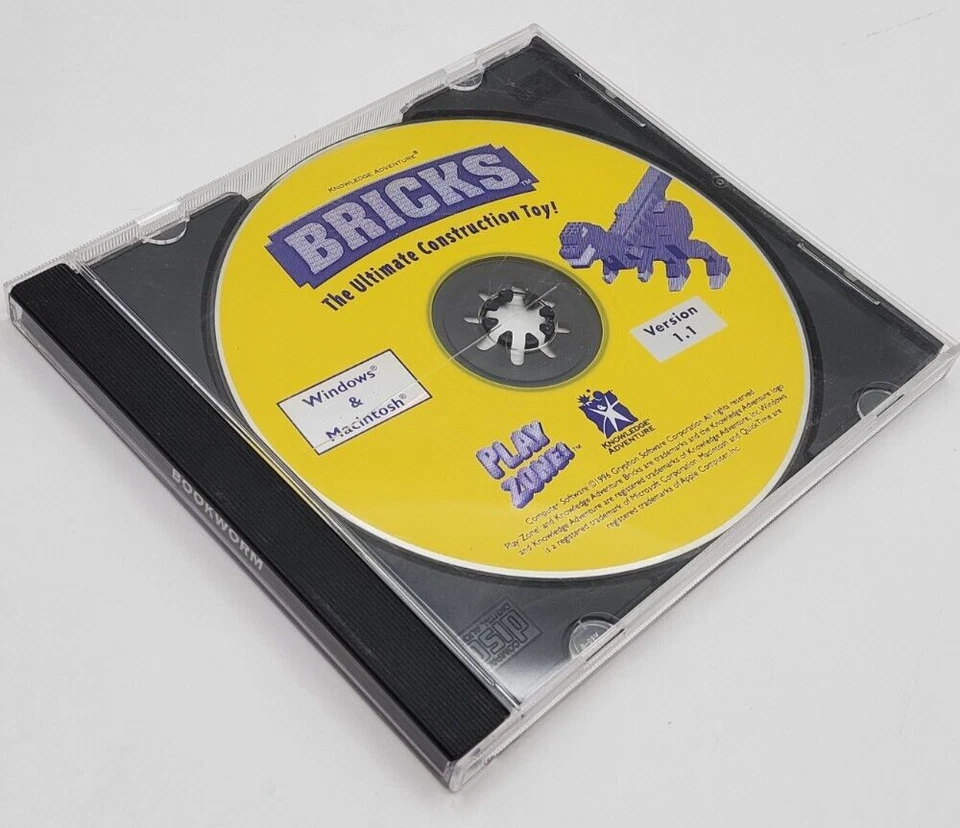 KNOWLEDGE ADVENTURE®
BRICKS™
The Ultimate Construction Toy!
Windows®
&
Macintosh®
Version
1.1
PLAY
ZONE!™
KNOWLEDGE
ADVENTURE®
Computer Software ©1996 Gryphon Software Corporation All rights reserved
Play Zone! and Knowledge Adventure Bricks are trademarks and the Knowledge Adventure logo
and Knowledge Adventure are registered trademarks of Knowledge Adventure, Inc. Windows
is a registered trademark of Microsoft Corporation. Macintosh and QuickTime are
registered trademarks of Apple Computer, Inc.
BOOKWORM
COMPACT
disc